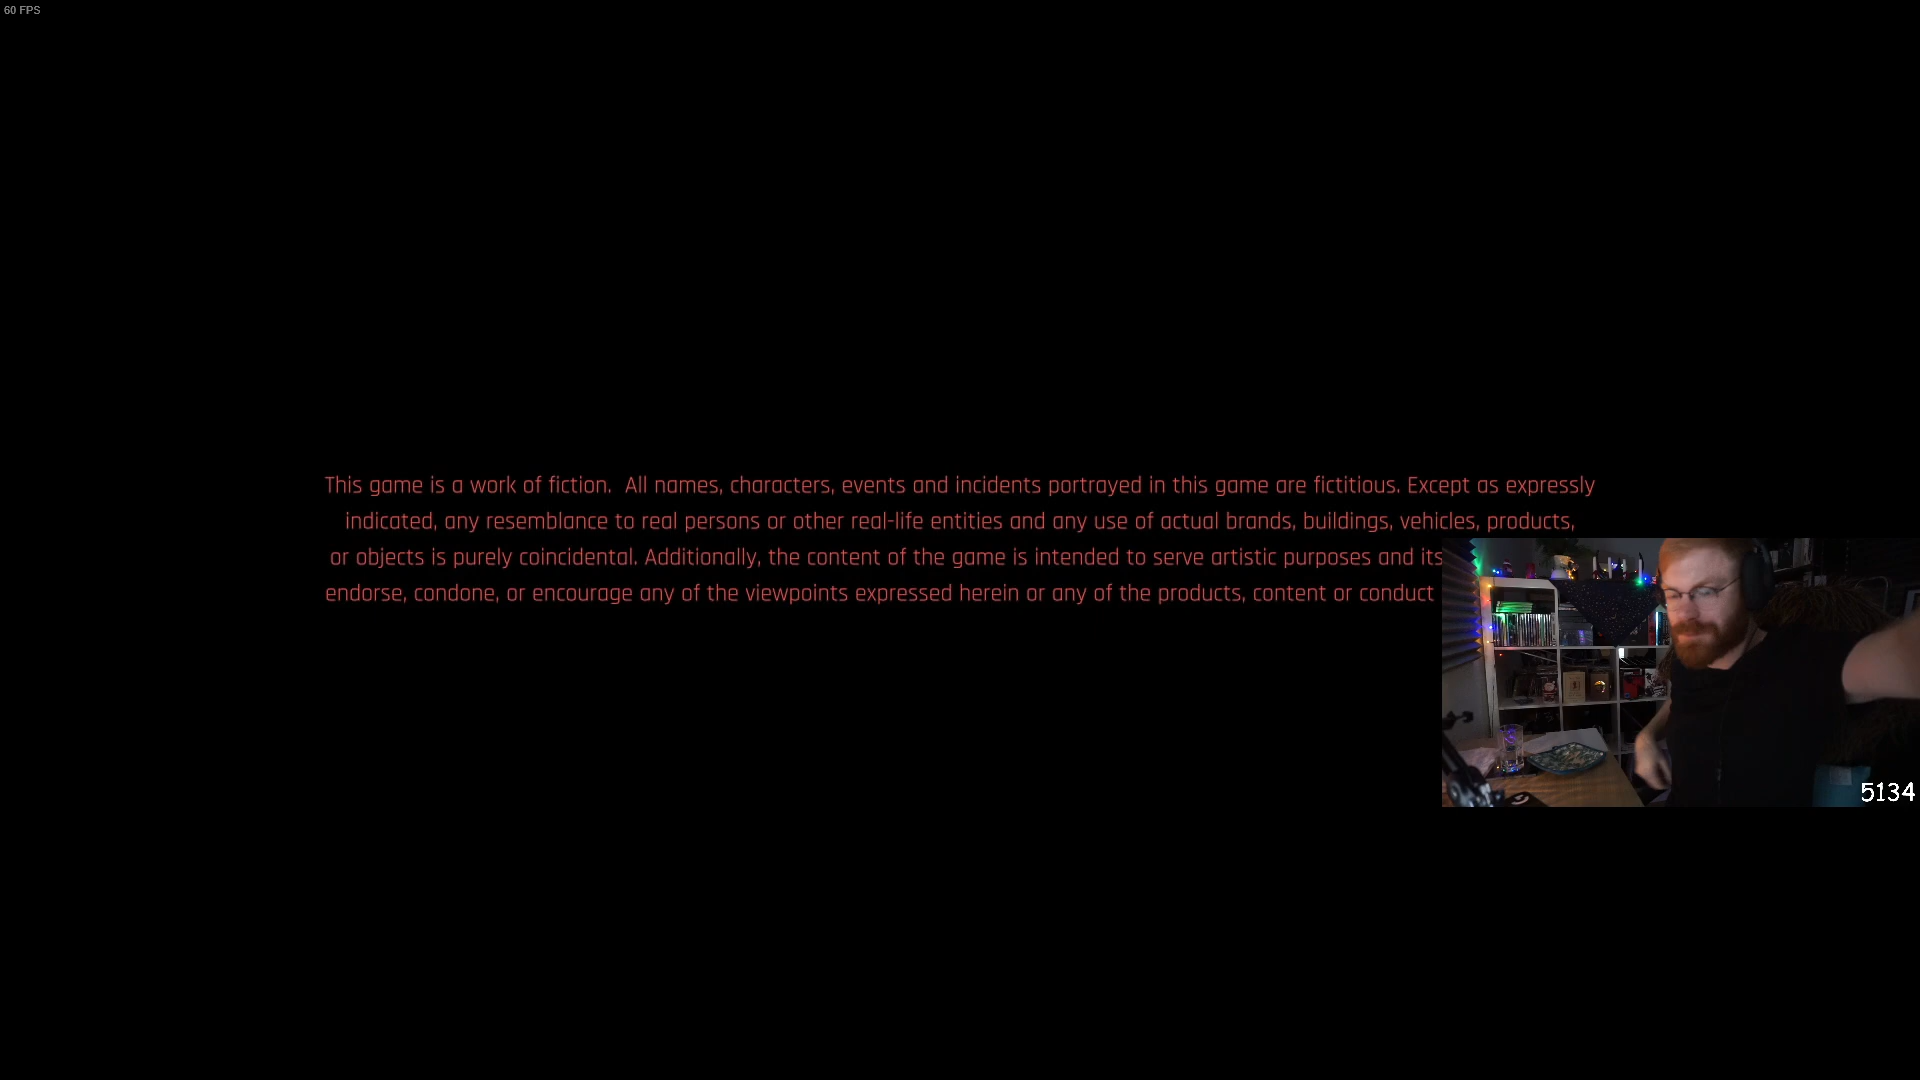 60 FPS
This game is a work of fiction.  All names, characters, events and incidents portrayed in this game are fictitious. Except as expressly
indicated, any resemblance to real persons or other real-life entities and any use of actual brands, buildings, vehicles, products,
or objects is purely coincidental. Additionally, the content of the game is intended to serve artistic purposes and its
endorse, condone, or encourage any of the viewpoints expressed herein or any of the products, content or conduct
5134